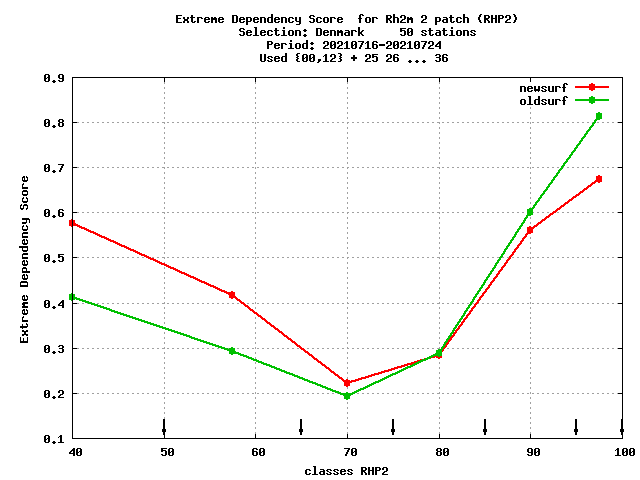 Extreme Dependency Score  for Rh2m 2 patch (RHP2)
Selection: Denmark     50 stations
Period: 20210716-20210724
Used {00,12} + 25 26 ... 36
newsurf
oldsurf
0.9
0.8
0.7
0.6
0.5
0.4
0.3
0.2
0.1
Extreme Dependency Score
40 50 60 70 80 90 100
classes RHP2